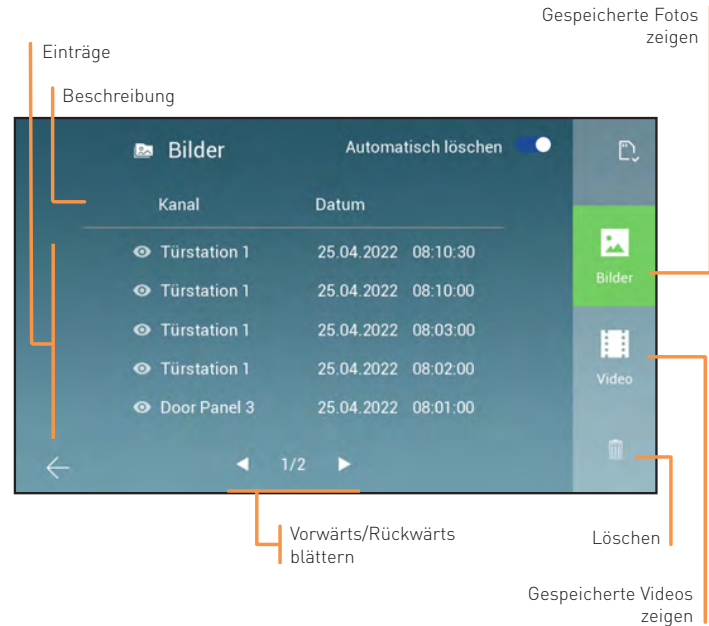 Gespeicherte Fotos
zeigen
Einträge
Beschreibung
Bilder
Automatisch löschen
Kanal Datum
Türstation 1 25.04.2022 08:10:30
Türstation 1 25.04.2022 08:10:00
Türstation 1 25.04.2022 08:03:00
Türstation 1 25.04.2022 08:02:00
Door Panel 3 25.04.2022 08:01:00
1/2
Bilder
Video
Vorwärts/Rückwärts
blättern
Löschen
Gespeicherte Videos
zeigen